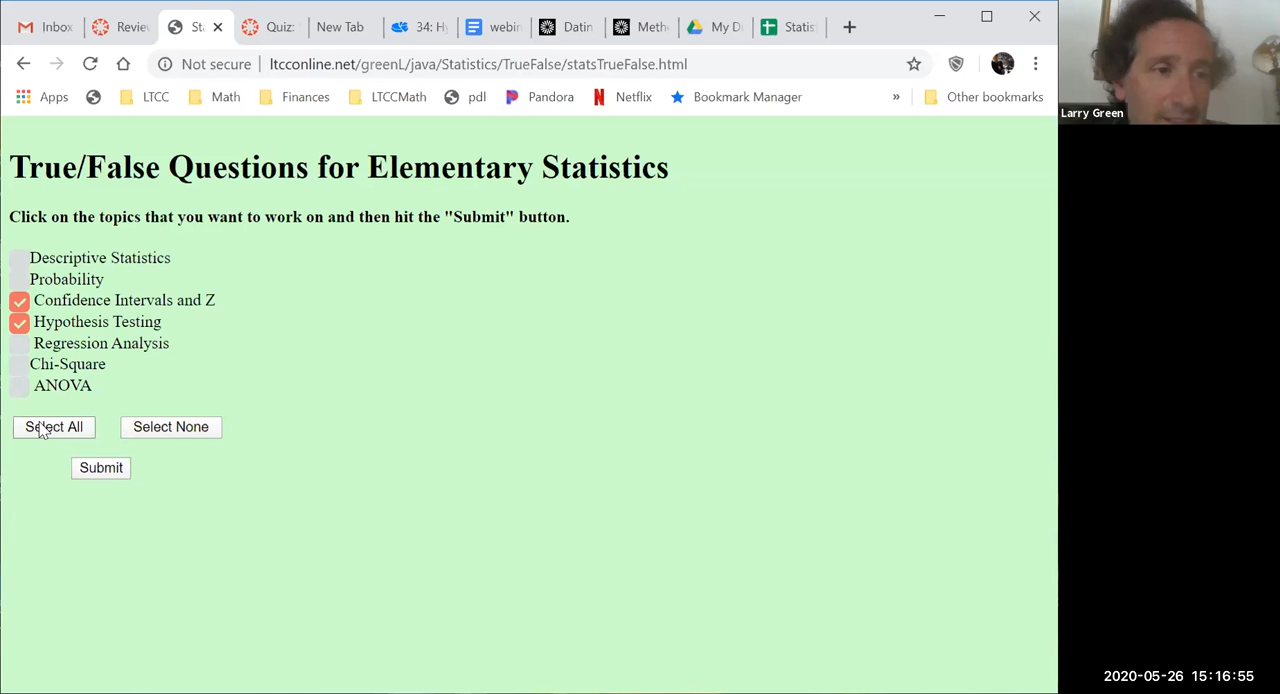 Inbox
Review
Sta
Quiz:
New Tab
34: Hy
webin
Datin
Meth
My D
Statis
Not secure
ltcconline.net/greenL/java/Statistics/TrueFalse/statsTrueFalse.html
Apps
LTCC
Math
Finances
LTCCMath
pdl
Pandora
Netflix
Bookmark Manager
»
Other bookmarks
Larry Green
True/False Questions for Elementary Statistics
Click on the topics that you want to work on and then hit the "Submit" button.
Descriptive Statistics
Probability
Confidence Intervals and Z
Hypothesis Testing
Regression Analysis
Chi-Square
ANOVA
Select All
Select None
Submit
2020-05-26 15:16:55